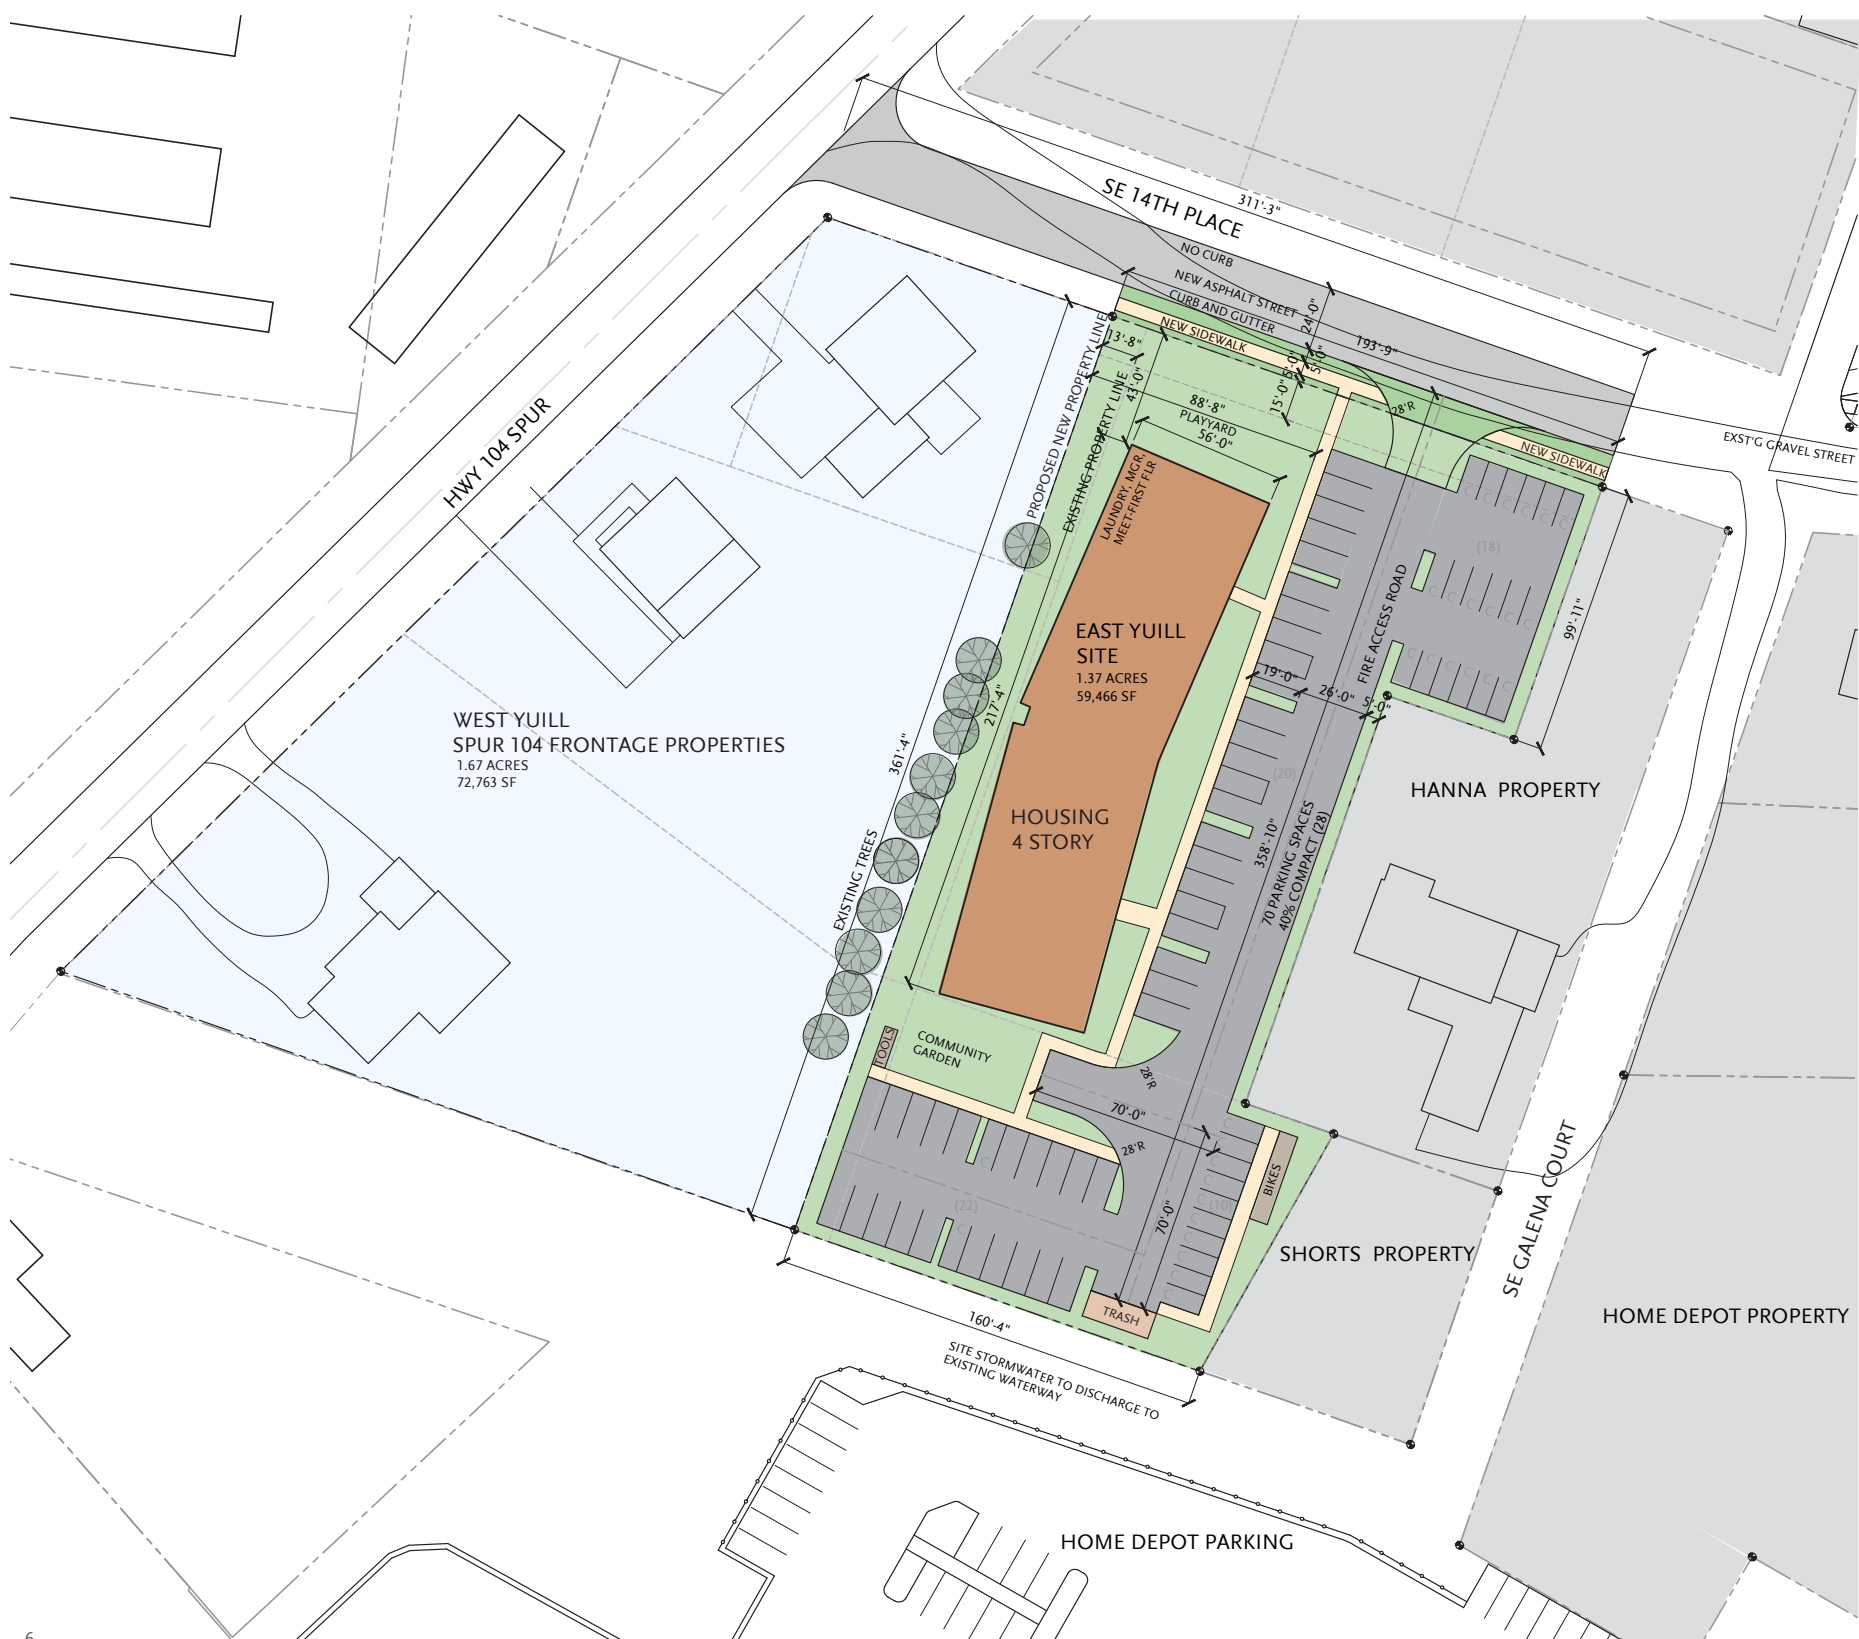 SE 14TH PLACE
311'-3"
NO CURB
NEW ASPHALT STREET
CURB AND GUTTER
24'-0"
NEW SIDEWALK
193'-9"
5'-0"
5'-0"
15'-0"
13'-8"
43'-0"
88'-8"
PLAYYARD
56'-0"
28'R
EXST'G GRAVEL STREET
NEW SIDEWALK
HWY 104 SPUR
PROPOSED NEW PROPERTY LINE
EXISTING PROPERTY LINE
LAUNDRY, MGR,
MEET-FIRST FLR
(18)
C C C C C
C C C C C
C C C C C
FIRE ACCESS ROAD
99'-11"
EAST YUILL
SITE
1.37 ACRES
59,466 SF
19'-0"
26'-0"
5'-0"
217'-4"
WEST YUILL
SPUR 104 FRONTAGE PROPERTIES
1.67 ACRES
72,763 SF
361'-4"
(20)
HANNA PROPERTY
HOUSING
4 STORY
358'-10"
70 PARKING SPACES
40% COMPACT (28)
EXISTING TREES
TOOLS
COMMUNITY
GARDEN
28'R
70'-0"
28'R
C
BIKES
(22)
C
70'-0"
(10)
C C C C C C C C C C
SE GALENA COURT
SHORTS PROPERTY
TRASH
HOME DEPOT PROPERTY
160'-4"
SITE STORMWATER TO DISCHARGE TO
EXISTING WATERWAY
HOME DEPOT PARKING
6